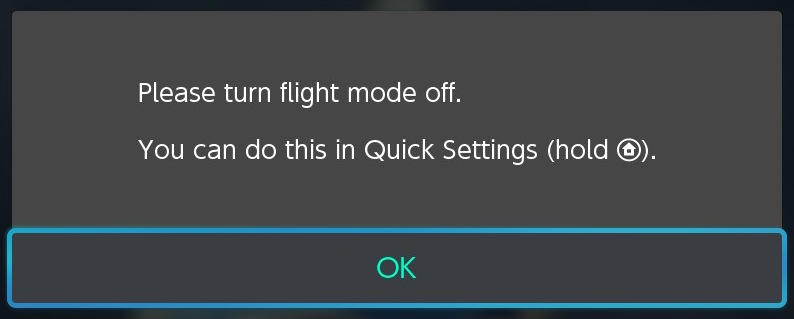 Please turn flight mode off.
You can do this in Quick Settings (hold ).
OK